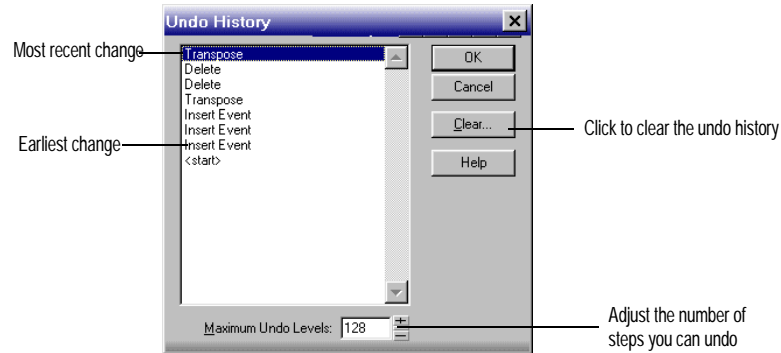 Undo History
Most recent change
Transpose
Delete
Delete
Transpose
Insert Event
Insert Event
Insert Event
<start>
Earliest change
OK
Cancel
Clear...
Help
Click to clear the undo history
Maximum Undo Levels: 128
Adjust the number of
steps you can undo